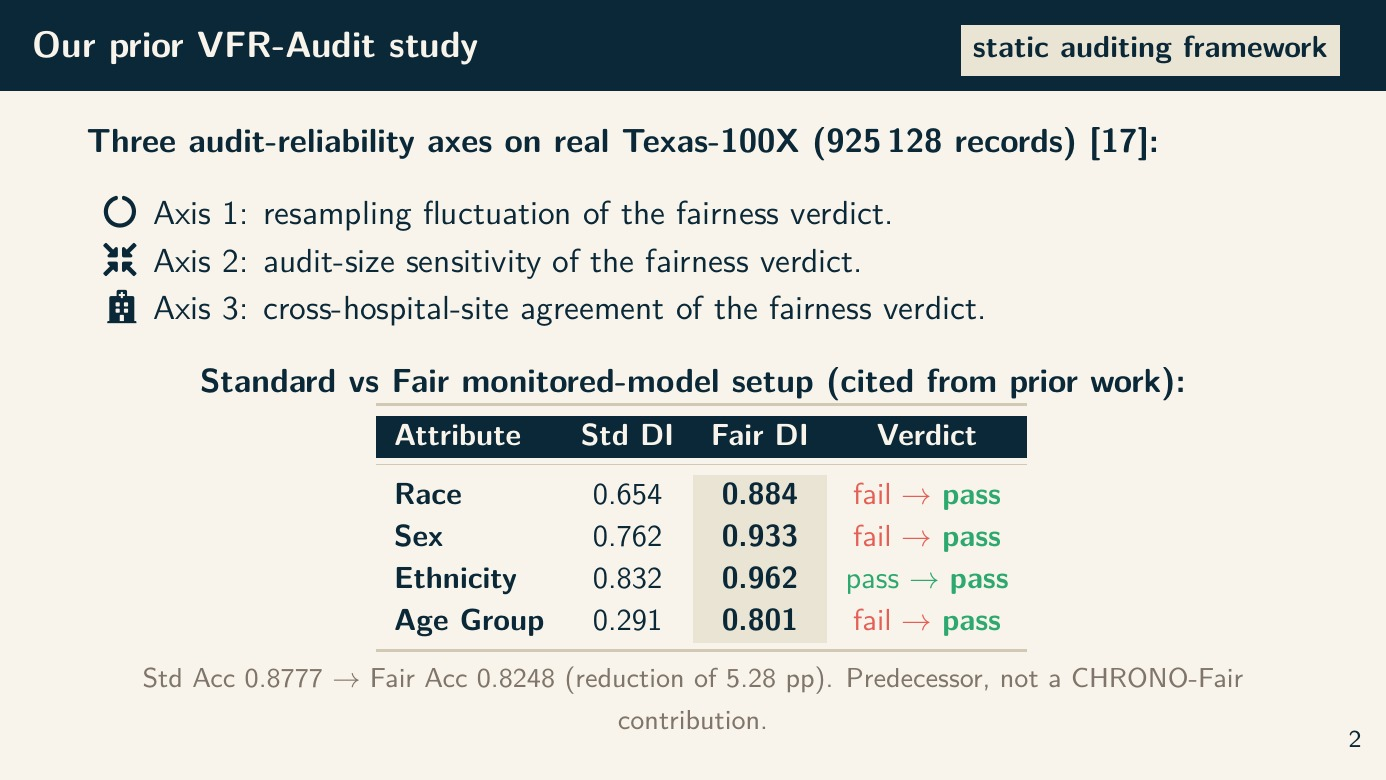 Our prior VFR-Audit study
static auditing framework
Three audit-reliability axes on real Texas-100X (925 128 records) [17]:
Axis 1: resampling fluctuation of the fairness verdict.
Axis 2: audit-size sensitivity of the fairness verdict.
Axis 3: cross-hospital-site agreement of the fairness verdict.
Standard vs Fair monitored-model setup (cited from prior work):
Attribute Std DI Fair DI Verdict
Race 0.654 0.884 fail → pass
Sex 0.762 0.933 fail → pass
Ethnicity 0.832 0.962 pass → pass
Age Group 0.291 0.801 fail → pass
Std Acc 0.8777 → Fair Acc 0.8248 (reduction of 5.28 pp). Predecessor, not a CHRONO-Fair
contribution.
2